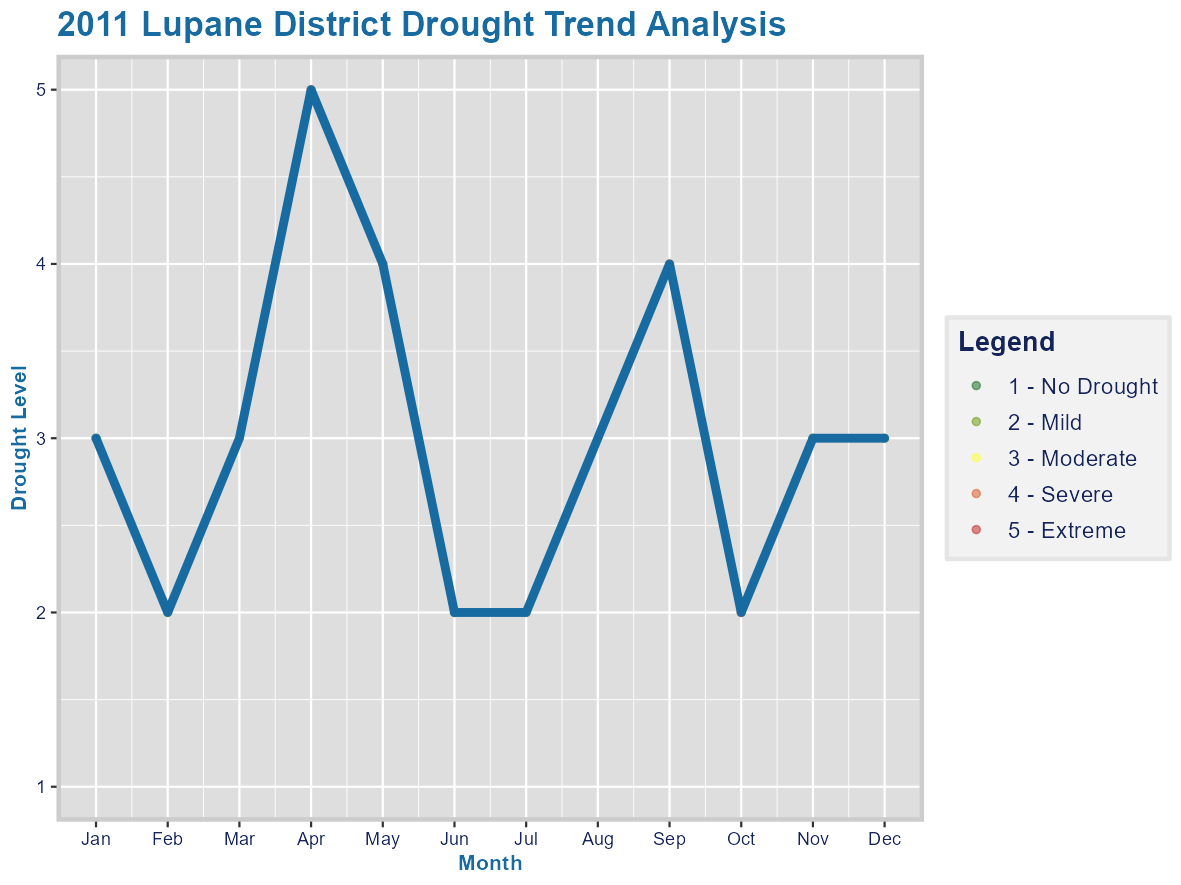 2011 Lupane District Drought Trend Analysis
Drought Level
5
4
3
2
1
Jan Feb Mar Apr May Jun Jul Aug Sep Oct Nov Dec
Month
Legend
1 - No Drought
2 - Mild
3 - Moderate
4 - Severe
5 - Extreme